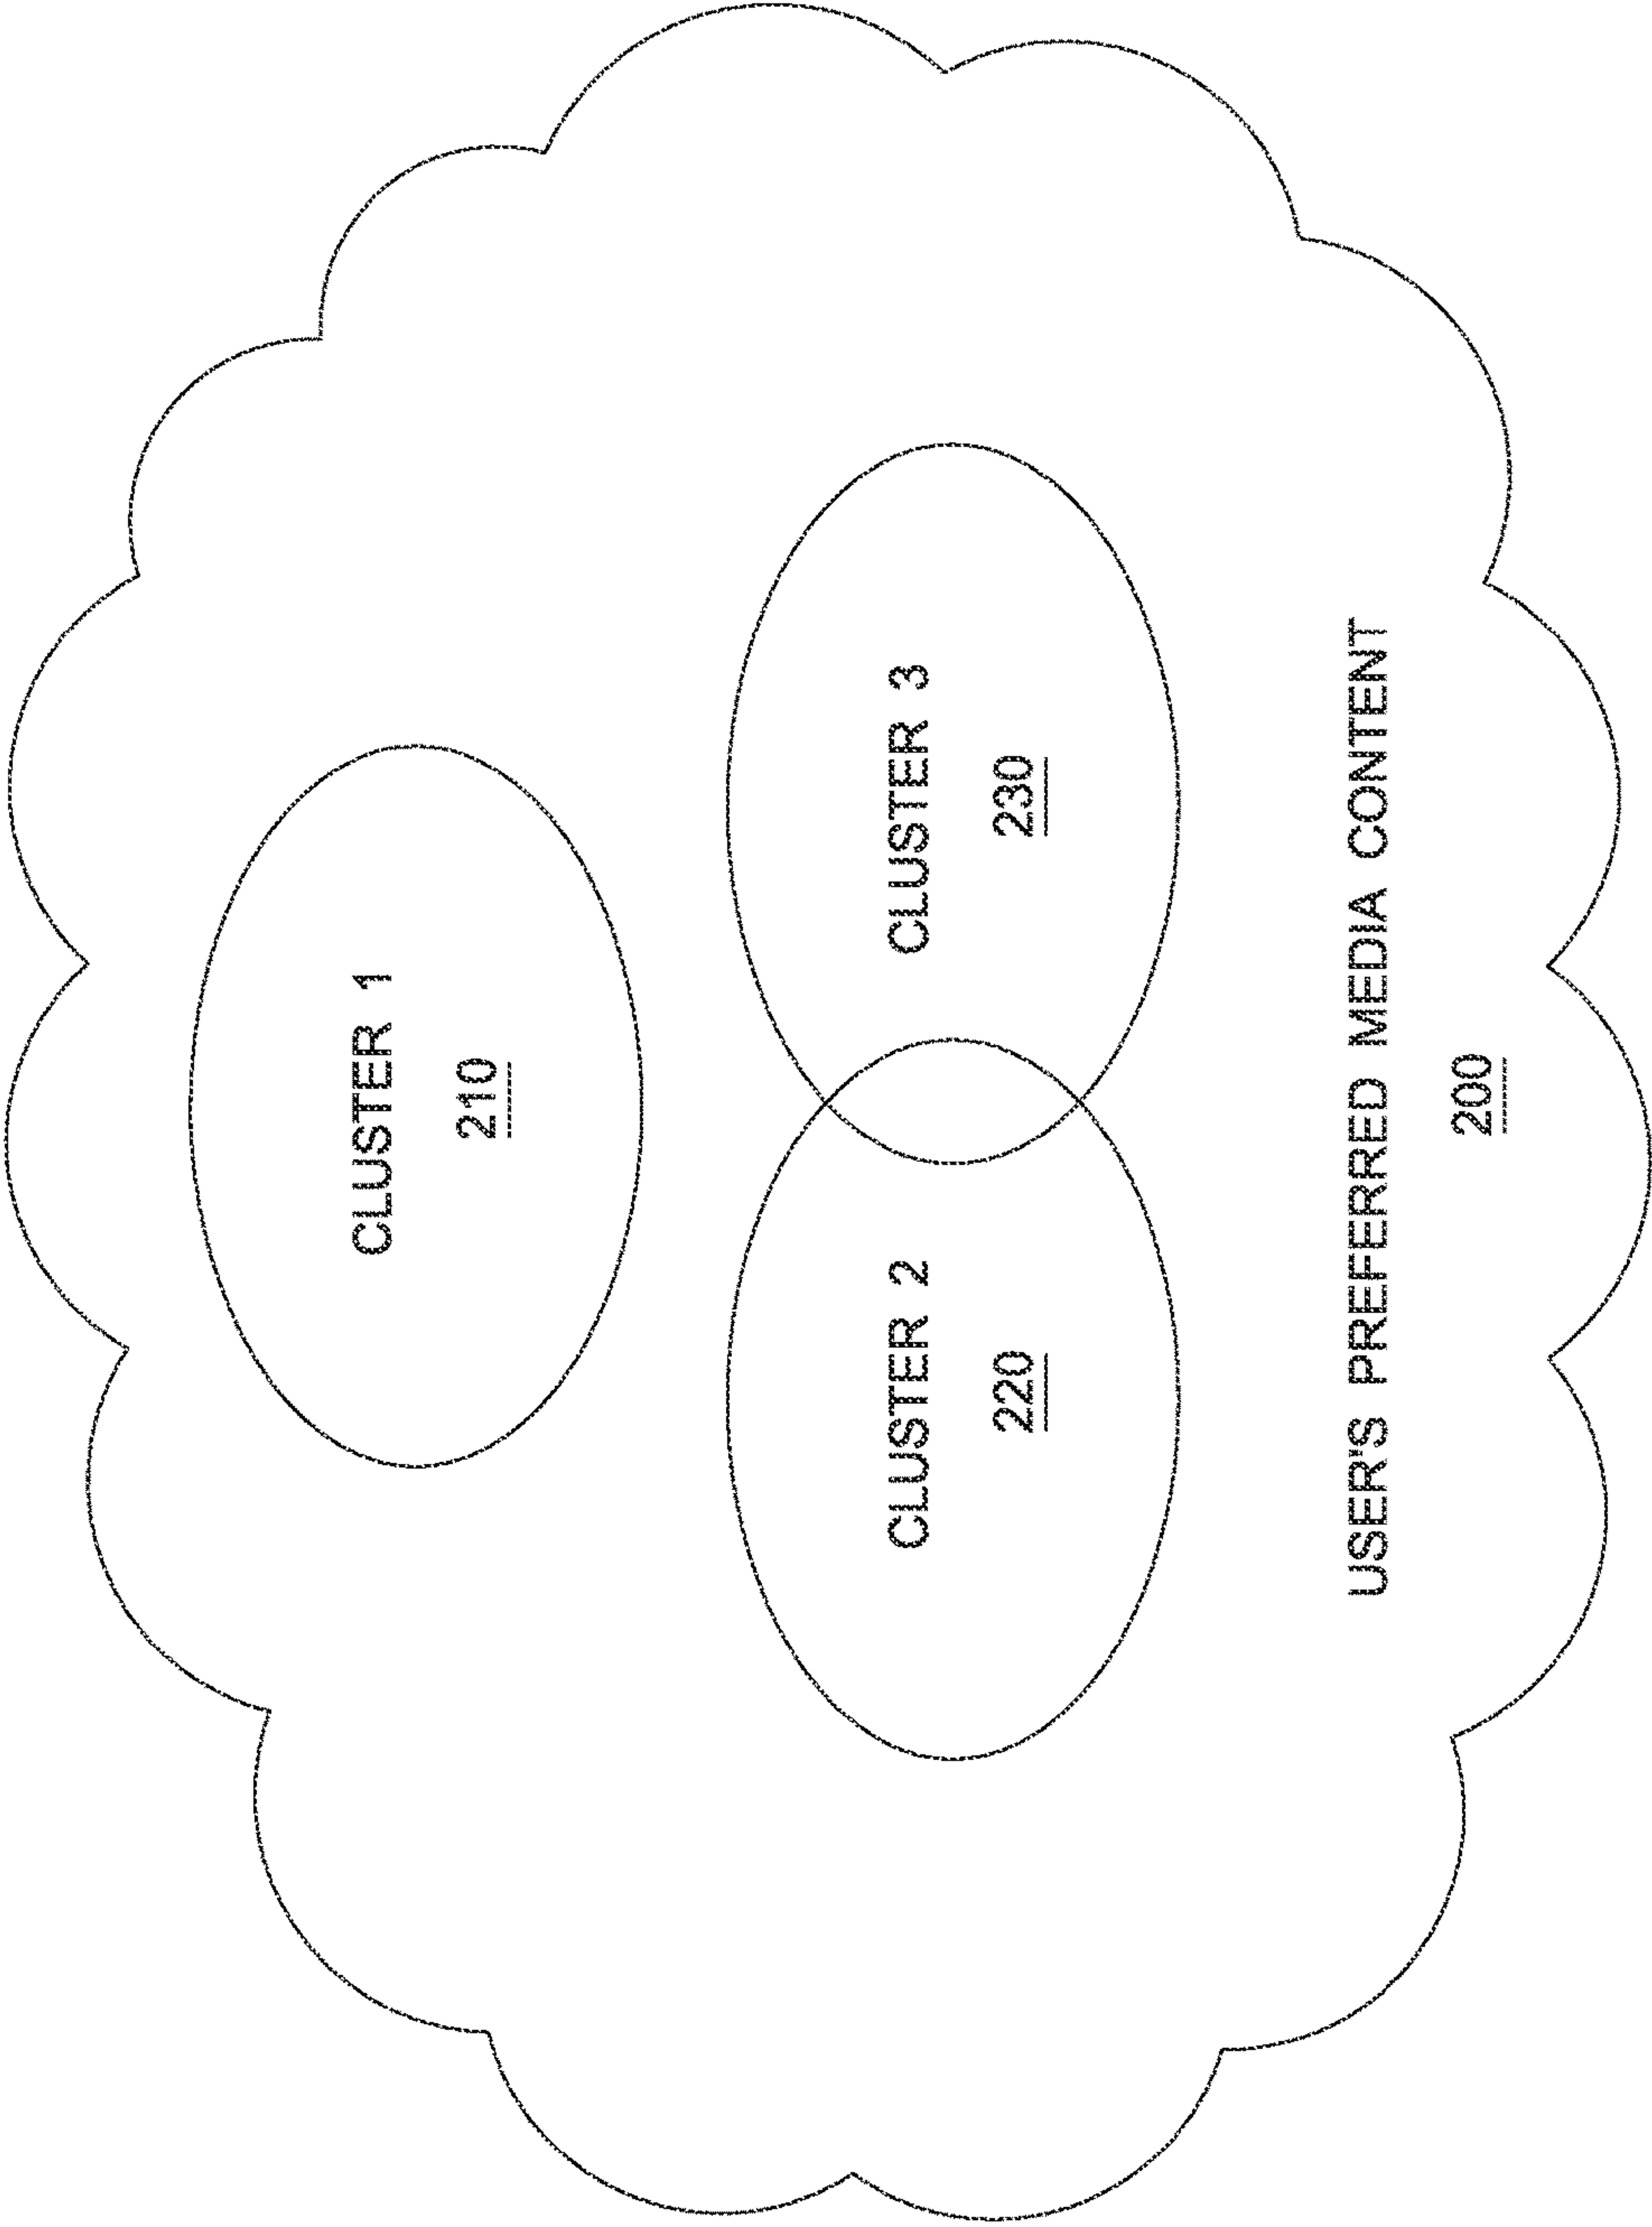 CLUSTER 1
210
CLUSTER 2
220
CLUSTER 3
230
USER'S PREFERRED MEDIA CONTENT
200